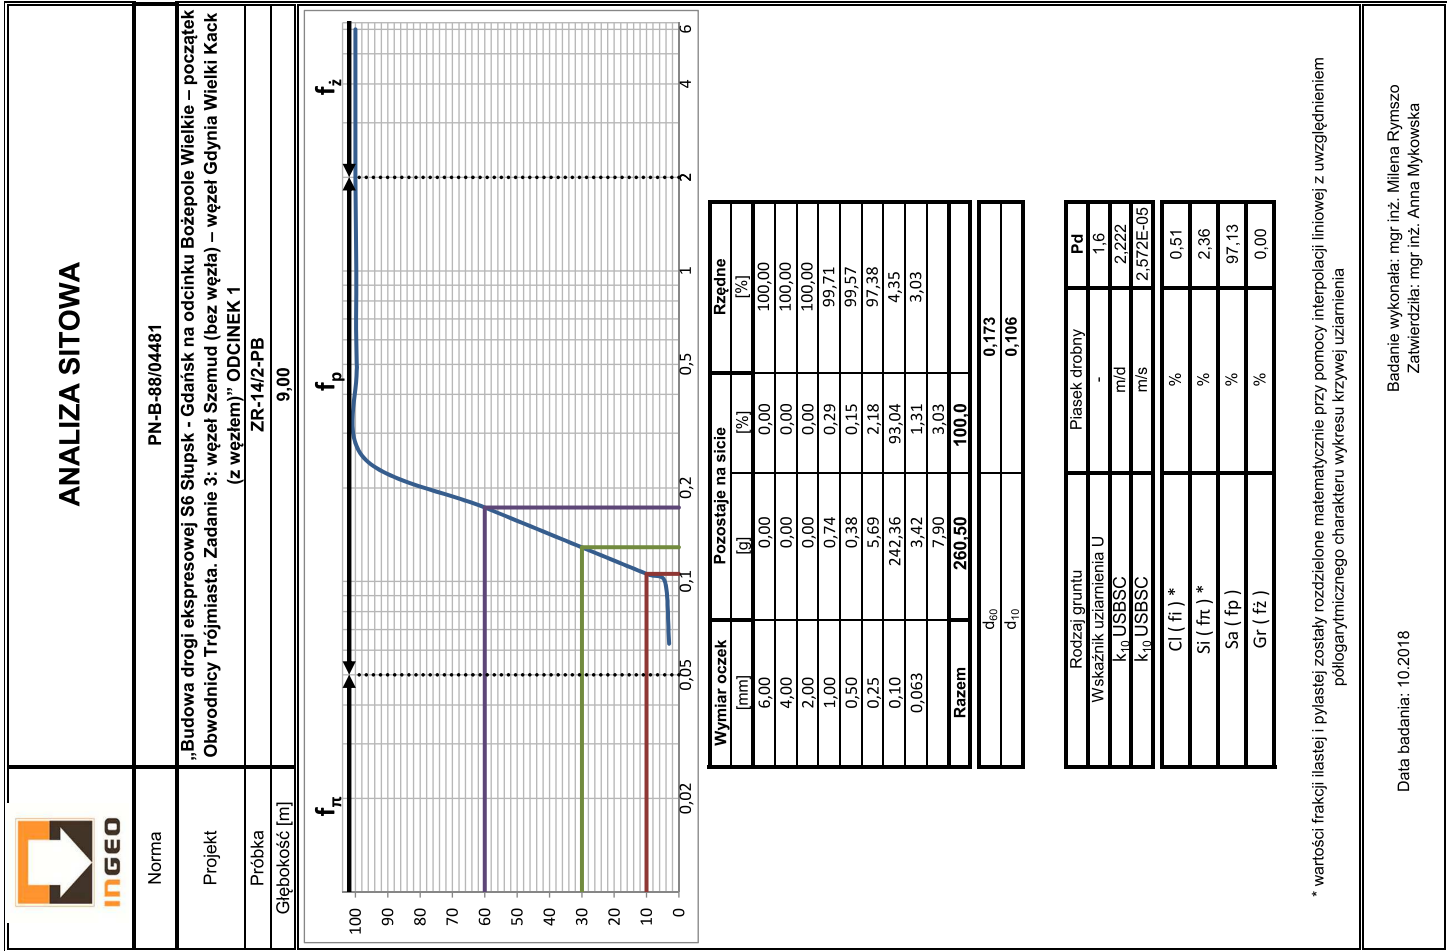 INGEO
ANALIZA SITOWA
Norma PN-B-88/04481
Projekt „Budowa drogi ekspresowej S6 Słupsk - Gdańsk na odcinku Bożepole Wielkie – początek
Obwodnicy Trójmiasta. Zadanie 3: węzeł Szemud (bez węzła) – węzeł Gdynia Wielki Kack
(z węzłem)” ODCINEK 1
Próbka ZR-14/2-PB
Głębokość [m] 9,00
fπ fp fż
100
90
80
70
60
50
40
30
20
10
0
0,02 0,05 0,1 0,2 0,5 1 2 4 6
Wymiar oczek Pozostaje na sicie Rzędne
[mm] [g] [%] [%]
6,00 0,00 0,00 100,00
4,00 0,00 0,00 100,00
2,00 0,00 0,00 100,00
1,00 0,74 0,29 99,71
0,50 0,38 0,15 99,57
0,25 5,69 2,18 97,38
0,10 242,36 93,04 4,35
0,063 3,42 1,31 3,03
7,90 3,03
Razem 260,50 100,0
d60 0,173
d10 0,106
Rodzaj gruntu Piasek drobny Pd
Wskaźnik uziarnienia U - 1,6
k10 USBSC m/d 2,222
k10 USBSC m/s 2,572E-05
Cl ( fi ) * % 0,51
Si ( fπ ) * % 2,36
Sa ( fp ) % 97,13
Gr ( fż ) % 0,00
* wartości frakcji ilastej i pylastej zostały rozdzielone matematycznie przy pomocy interpolacji liniowej z uwzględnieniem
półlogarytmicznego charakteru wykresu krzywej uziarnienia
Badanie wykonała: mgr inż. Milena Rymszo
Data badania: 10.2018 Zatwierdziła: mgr inż. Anna Mykowska